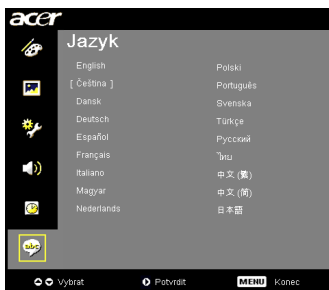 acer
Jazyk
English
[ Čeština ]
Dansk
Deutsch
Español
Français
Italiano
Magyar
Nederlands
Polski
Português
Svenska
Türkçe
Русский
ไทย
中文 (繁)
中文 (简)
日本語
abc
Vybrat Potvrdit MENU Konec